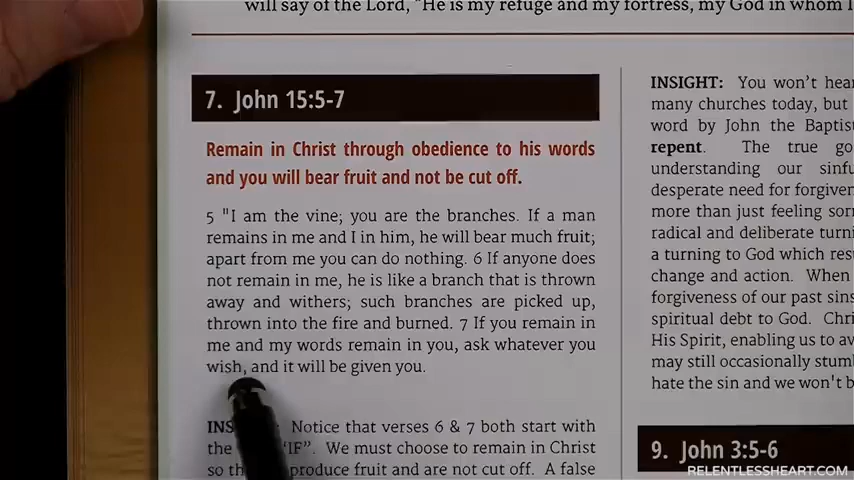 will say of the Lord, "He is my refuge and my fortress, my God in whom I
7. John 15:5-7
Remain in Christ through obedience to his words
and you will bear fruit and not be cut off.
5 "I am the vine; you are the branches. If a man
remains in me and I in him, he will bear much fruit;
apart from me you can do nothing. 6 If anyone does
not remain in me, he is like a branch that is thrown
away and withers; such branches are picked up,
thrown into the fire and burned. 7 If you remain in
me and my words remain in you, ask whatever you
wish, and it will be given you.
Notice that verses 6 & 7 both start with
the "IF". We must choose to remain in Christ
so th produce fruit and are not cut off. A false
INSIGHT: You won't hear
many churches today, but
word by John the Baptis
repent. The true go
understanding our sinfu
desperate need for forgiven
more than just feeling sorr
radical and deliberate turni
a turning to God which res
change and action. When
forgiveness of our past sins
spiritual debt to God. Chri
His Spirit, enabling us to av
may still occasionally stumb
hate the sin and we won't b
9. John 3:5-6
RELENTLESSHEART.COM